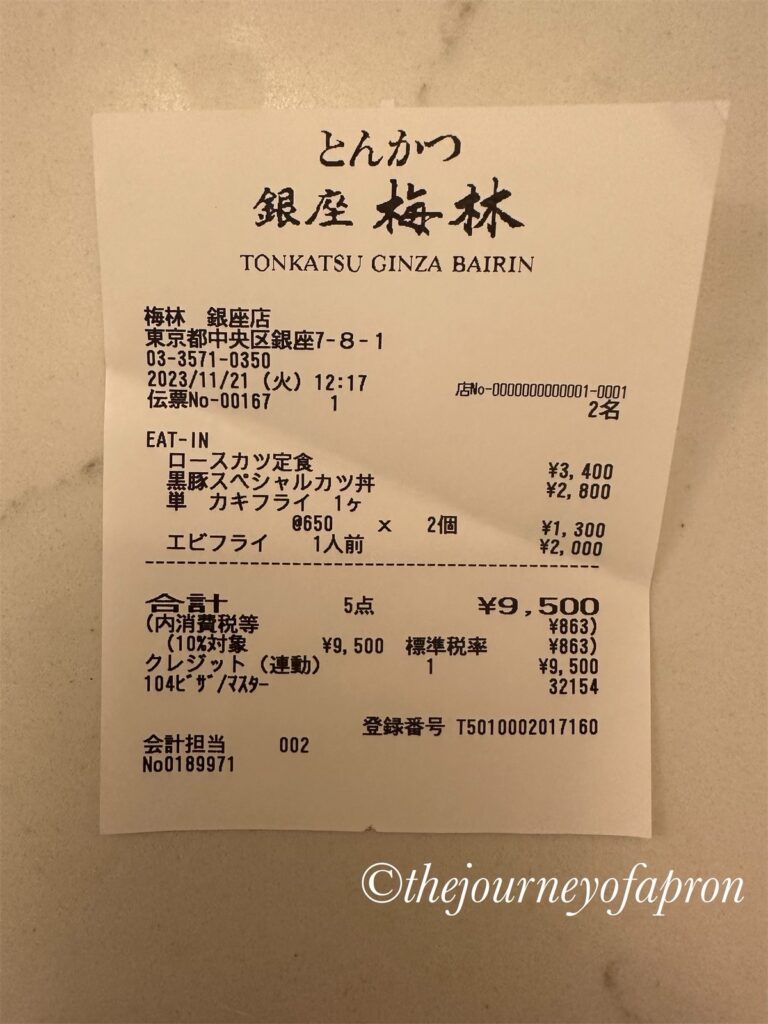 とんかつ
銀座 梅林
TONKATSU GINZA BAIRIN
梅林 銀座店
東京都中央区銀座7-8-1
03-3571-0350
2023/11/21 (火) 12:17
店No-0000000000001-0001
伝票No-00167 1 2名
EAT-IN
ロースカツ定食 ¥3,400
黒豚スペシャルカツ丼 ¥2,800
単 カキフライ 1ヶ
@650 x 2個 ¥1,300
エビフライ 1人前 ¥2,000
合計 5点 ¥9,500
(内消費税等 ¥863)
(10%対象 ¥9,500 標準税率 ¥863)
クレジット (連動) 1 ¥9,500
104ﾋﾞｻﾞ/ﾏｽﾀｰ 32154
登録番号 T5010002017160
会計担当 002
No0189971
©thejourneyofapron